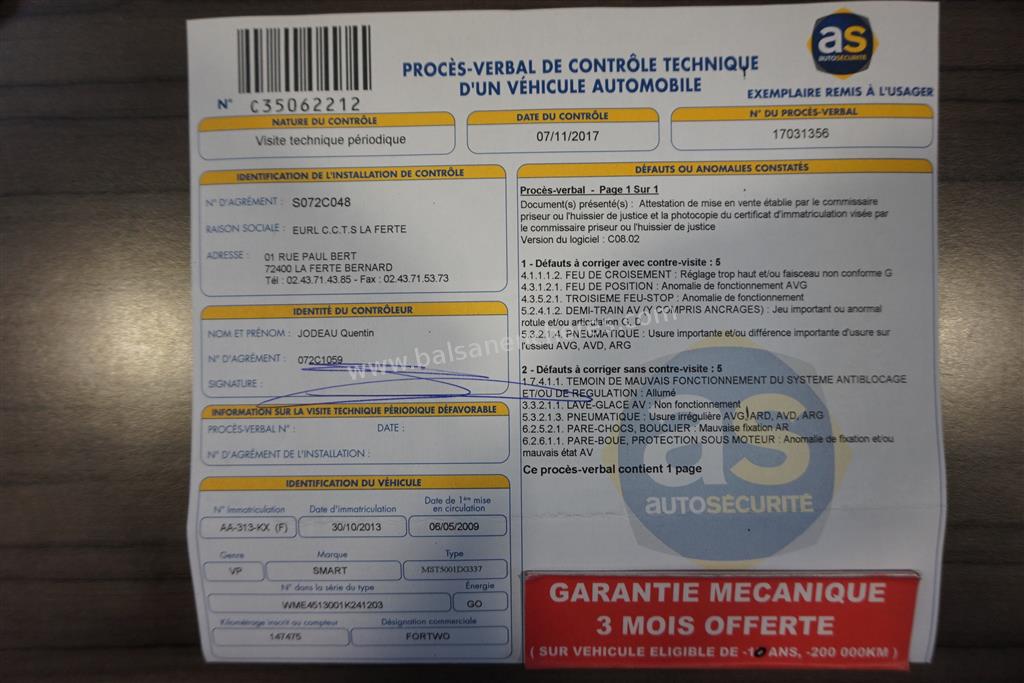 as
AUTOSÉCURITÉ
PROCÈS-VERBAL DE CONTRÔLE TECHNIQUE
D'UN VÉHICULE AUTOMOBILE
EXEMPLAIRE REMIS À L'USAGER
N° C35062212
NATURE DU CONTRÔLE
Visite technique périodique
DATE DU CONTRÔLE
07/11/2017
N° DU PROCÈS-VERBAL
17031356
IDENTIFICATION DE L'INSTALLATION DE CONTRÔLE
N° D'AGRÉMENT : S072C048
RAISON SOCIALE : EURL C.C.T.S LA FERTE
ADRESSE : 01 RUE PAUL BERT
72400 LA FERTE BERNARD
Tél : 02.43.71.43.85 - Fax : 02.43.71.53.73
IDENTITÉ DU CONTRÔLEUR
NOM ET PRÉNOM : JODEAU Quentin
N° D'AGRÉMENT : 072C1059
SIGNATURE :
INFORMATION SUR LA VISITE TECHNIQUE PÉRIODIQUE DÉFAVORABLE
PROCÈS-VERBAL N° : DATE :
N° D'AGRÉMENT DE L'INSTALLATION :
IDENTIFICATION DU VÉHICULE
N° Immatriculation Date d'immatriculation Date de 1ère mise en circulation
AA-313-KX (F) 30/10/2013 06/05/2009
Genre Marque Type
VP SMART MST5001DG337
N° dans la série du type Énergie
WME4513001K241203 GO
Kilométrage inscrit au compteur Désignation commerciale
147475 FORTWO
DÉFAUTS OU ANOMALIES CONSTATÉS
Procès-verbal - Page 1 Sur 1
Document(s) présenté(s) : Attestation de mise en vente établie par le commissaire
priseur ou l'huissier de justice et la photocopie du certificat d'immatriculation visée par
le commissaire priseur ou l'huissier de justice
Version du logiciel : C08.02
1 - Défauts à corriger avec contre-visite : 5
4.1.1.1.2. FEU DE CROISEMENT : Réglage trop haut et/ou faisceau non conforme G
4.3.1.2.1. FEU DE POSITION : Anomalie de fonctionnement AVG
4.3.5.2.1. TROISIEME FEU-STOP : Anomalie de fonctionnement
5.2.4.1.2. DEMI-TRAIN AV (Y COMPRIS ANCRAGES) : Jeu important ou anormal
rotule et/ou articulation G, D
5.3.2.1.4. PNEUMATIQUE : Usure importante et/ou différence importante d'usure sur
l'essieu AVG, AVD, ARG
2 - Défauts à corriger sans contre-visite : 5
1.7.4.1.1. TEMOIN DE MAUVAIS FONCTIONNEMENT DU SYSTEME ANTIBLOCAGE
ET/OU DE REGULATION : Allumé
3.3.2.1.1. LAVE-GLACE AV : Non fonctionnement
5.3.2.1.3. PNEUMATIQUE : Usure irrégulière AVG, ARD, AVD, ARG
6.2.5.2.1. PARE-CHOCS, BOUCLIER : Mauvaise fixation AR
6.2.6.1.1. PARE-BOUE, PROTECTION SOUS MOTEUR : Anomalie de fixation et/ou
mauvais état AV
Ce procès-verbal contient 1 page
as
AUTOSÉCURITÉ
GARANTIE MECANIQUE
3 MOIS OFFERTE
( SUR VEHICULE ELIGIBLE DE -10 ANS, -200 000KM )